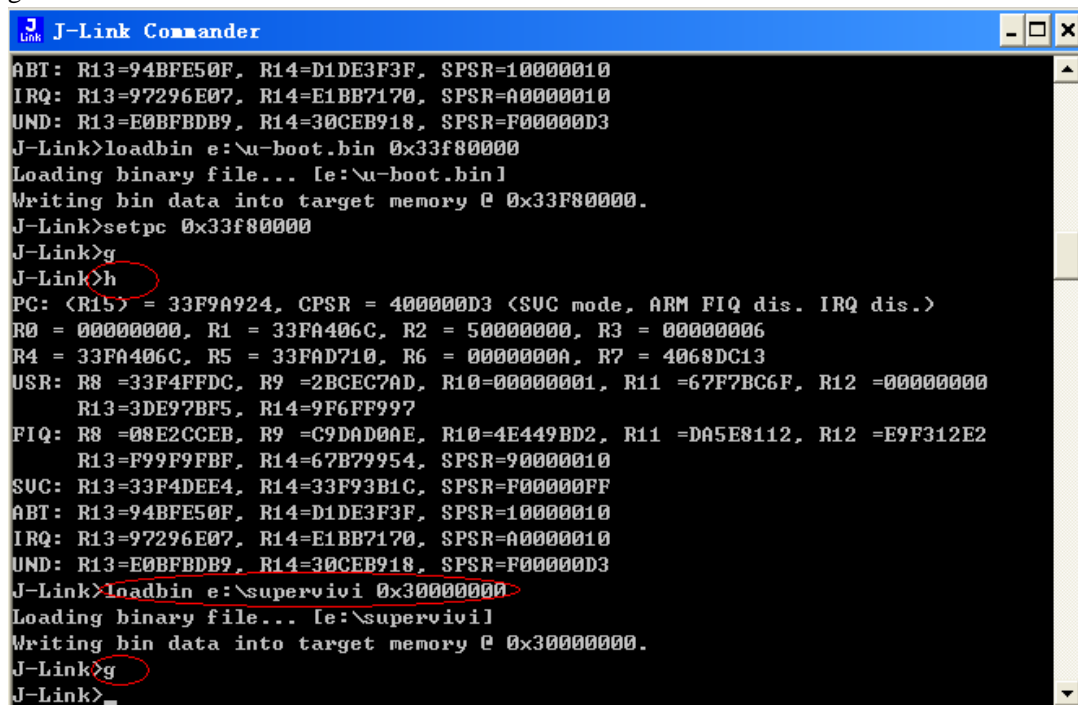 J-Link Commander
ABT: R13=94BFE50F, R14=D1DE3F3F, SPSR=10000010
IRQ: R13=97296E07, R14=E1BB7170, SPSR=A0000010
UND: R13=E0BFBDB9, R14=30CEB918, SPSR=F00000D3
J-Link>loadbin e:\u-boot.bin 0x33f80000
Loading binary file... [e:\u-boot.bin]
Writing bin data into target memory @ 0x33F80000.
J-Link>setpc 0x33f80000
J-Link>g
J-Link>h
PC: (R15) = 33F9A924, CPSR = 400000D3 (SVC mode, ARM FIQ dis. IRQ dis.)
R0 = 00000000, R1 = 33FA406C, R2 = 50000000, R3 = 00000006
R4 = 33FA406C, R5 = 33FAD710, R6 = 0000000A, R7 = 4068DC13
USR: R8 =33F4FFDC, R9 =2BCEC7AD, R10=00000001, R11 =67F7BC6F, R12 =00000000
R13=3DE97BF5, R14=9F6FF997
FIQ: R8 =08E2CCEB, R9 =C9DAD0AE, R10=4E449BD2, R11 =DA5E8112, R12 =E9F312E2
R13=F99F9FBF, R14=67B79954, SPSR=90000010
SVC: R13=33F4DEE4, R14=33F93B1C, SPSR=F00000FF
ABT: R13=94BFE50F, R14=D1DE3F3F, SPSR=10000010
IRQ: R13=97296E07, R14=E1BB7170, SPSR=A0000010
UND: R13=E0BFBDB9, R14=30CEB918, SPSR=F00000D3
J-Link>loadbin e:\supervivi 0x30000000
Loading binary file... [e:\supervivi]
Writing bin data into target memory @ 0x30000000.
J-Link>g
J-Link>_